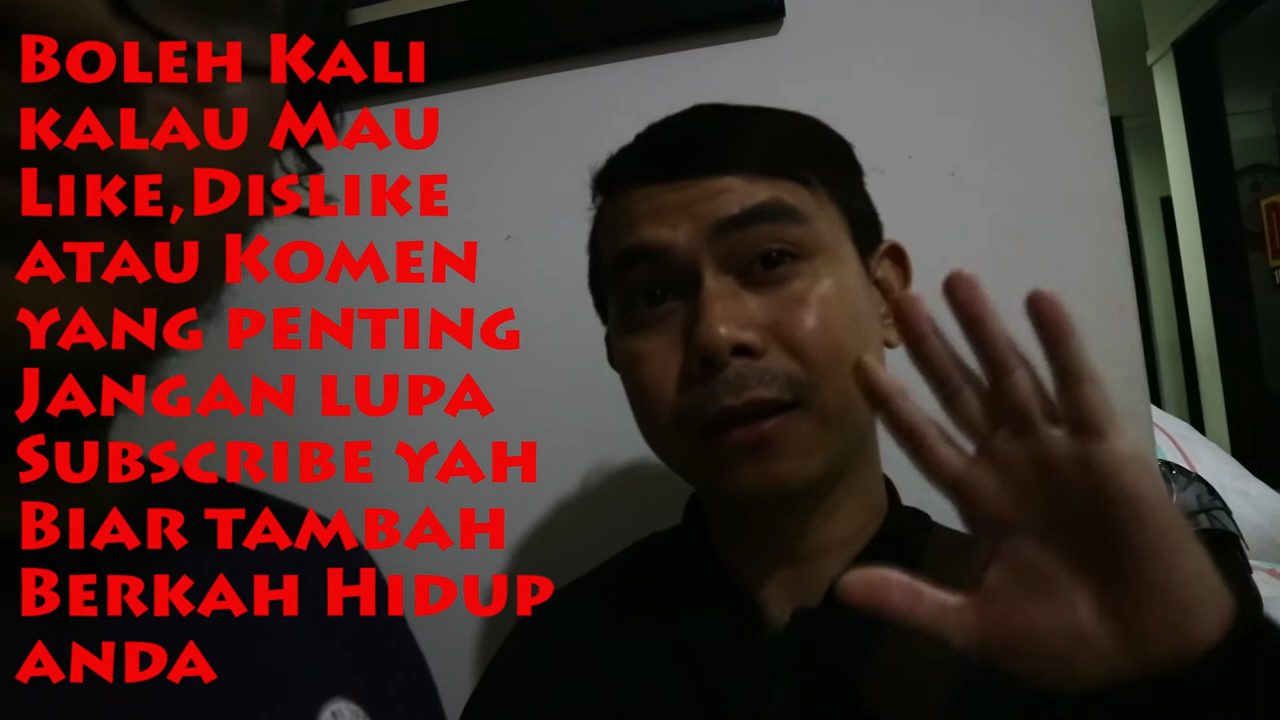 Boleh Kali
kalau Mau
Like,Dislike
atau Komen
yang penting
Jangan lupa
Subscribe yah
Biar tambah
Berkah Hidup
anda